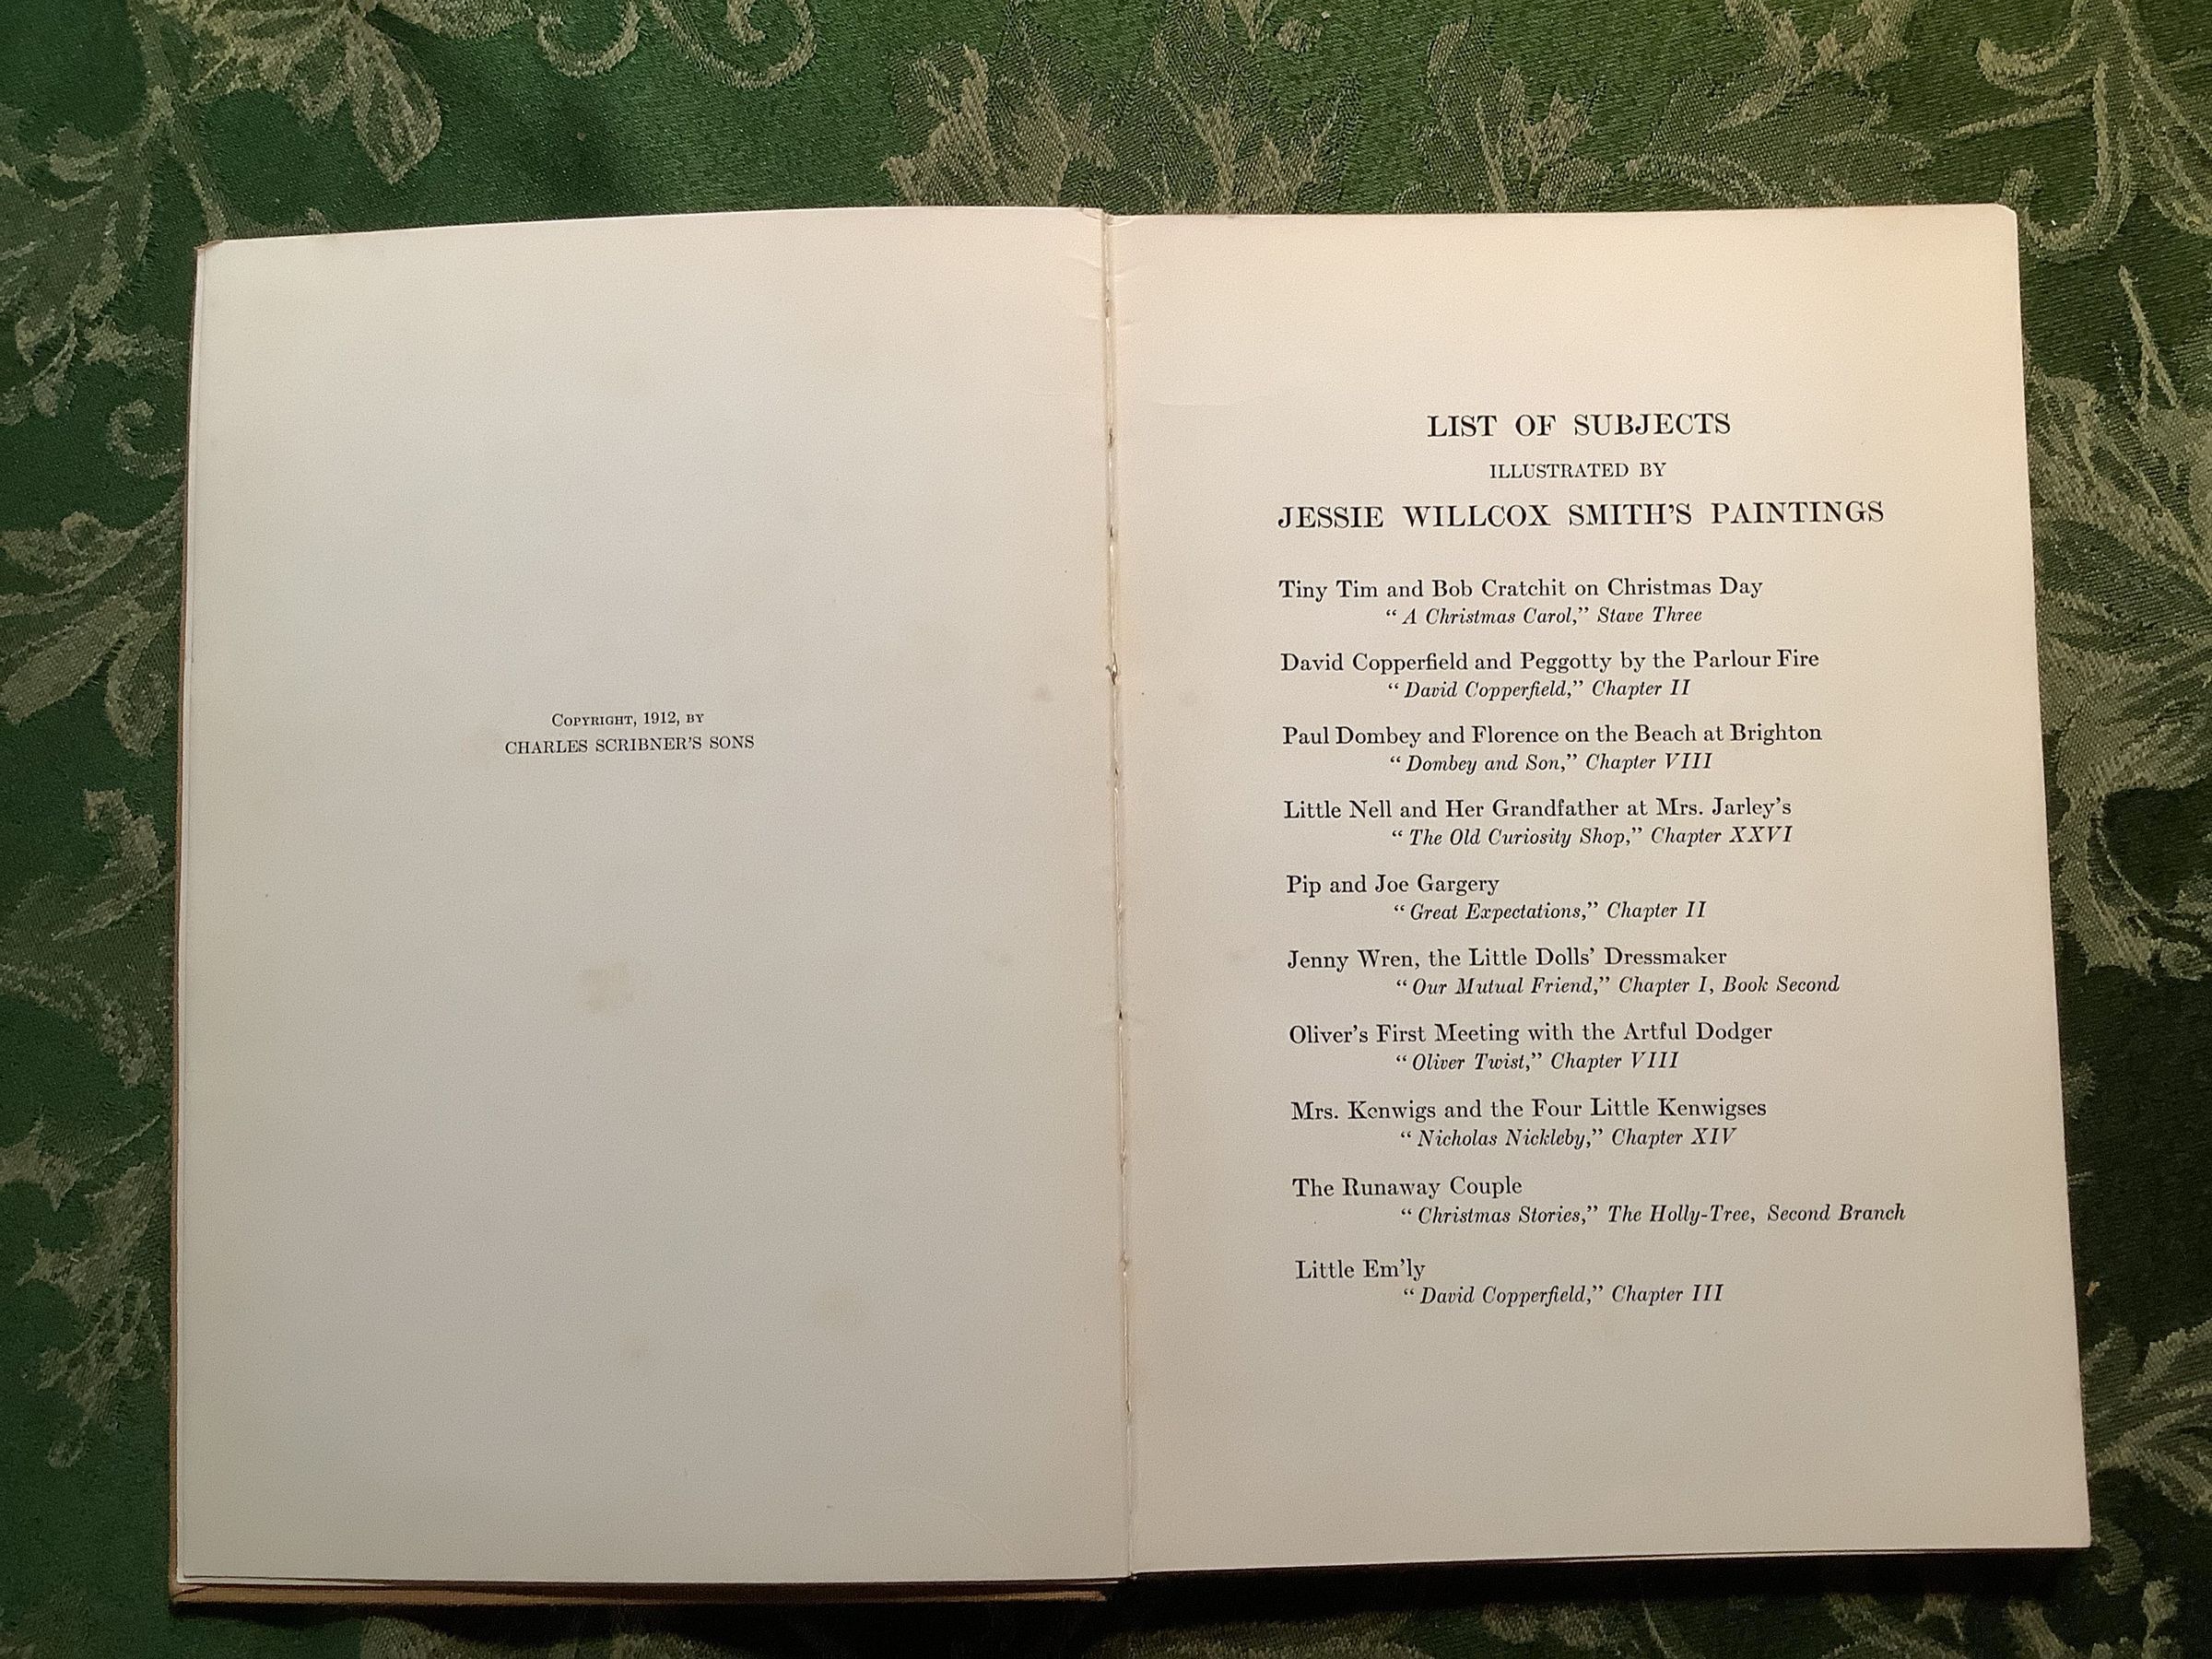 Copyright, 1912, by
CHARLES SCRIBNER'S SONS
LIST OF SUBJECTS
ILLUSTRATED BY
JESSIE WILLCOX SMITH'S PAINTINGS
Tiny Tim and Bob Cratchit on Christmas Day
"A Christmas Carol," Stave Three
David Copperfield and Peggotty by the Parlour Fire
"David Copperfield," Chapter II
Paul Dombey and Florence on the Beach at Brighton
"Dombey and Son," Chapter VIII
Little Nell and Her Grandfather at Mrs. Jarley's
"The Old Curiosity Shop," Chapter XXVI
Pip and Joe Gargery
"Great Expectations," Chapter II
Jenny Wren, the Little Dolls' Dressmaker
"Our Mutual Friend," Chapter I, Book Second
Oliver's First Meeting with the Artful Dodger
"Oliver Twist," Chapter VIII
Mrs. Kenwigs and the Four Little Kenwigses
"Nicholas Nickleby," Chapter XIV
The Runaway Couple
"Christmas Stories," The Holly-Tree, Second Branch
Little Em'ly
"David Copperfield," Chapter III